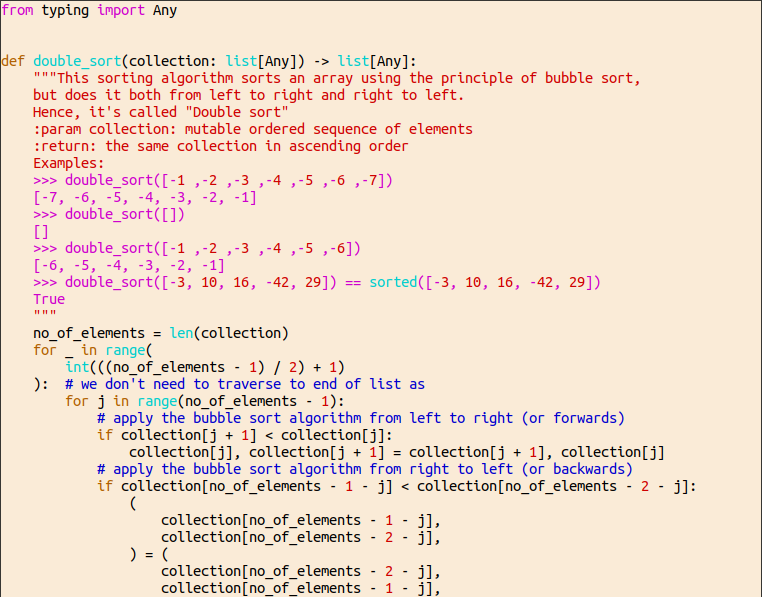 from typing import Any
def double_sort(collection: list[Any]) -> list[Any]:
    """This sorting algorithm sorts an array using the principle of bubble sort,
    but does it both from left to right and right to left.
    Hence, it's called "Double sort"
    :param collection: mutable ordered sequence of elements
    :return: the same collection in ascending order
    Examples:
    >>> double_sort([-1 ,-2 ,-3 ,-4 ,-5 ,-6 ,-7])
    [-7, -6, -5, -4, -3, -2, -1]
    >>> double_sort([])
    []
    >>> double_sort([-1 ,-2 ,-3 ,-4 ,-5 ,-6])
    [-6, -5, -4, -3, -2, -1]
    >>> double_sort([-3, 10, 16, -42, 29]) == sorted([-3, 10, 16, -42, 29])
    True
    """
    no_of_elements = len(collection)
    for _ in range(
        int(((no_of_elements - 1) / 2) + 1)
    ):  # we don't need to traverse to end of list as
        for j in range(no_of_elements - 1):
            # apply the bubble sort algorithm from left to right (or forwards)
            if collection[j + 1] < collection[j]:
                collection[j], collection[j + 1] = collection[j + 1], collection[j]
            # apply the bubble sort algorithm from right to left (or backwards)
            if collection[no_of_elements - 1 - j] < collection[no_of_elements - 2 - j]:
                (
                    collection[no_of_elements - 1 - j],
                    collection[no_of_elements - 2 - j],
                ) = (
                    collection[no_of_elements - 2 - j],
                    collection[no_of_elements - 1 - j],